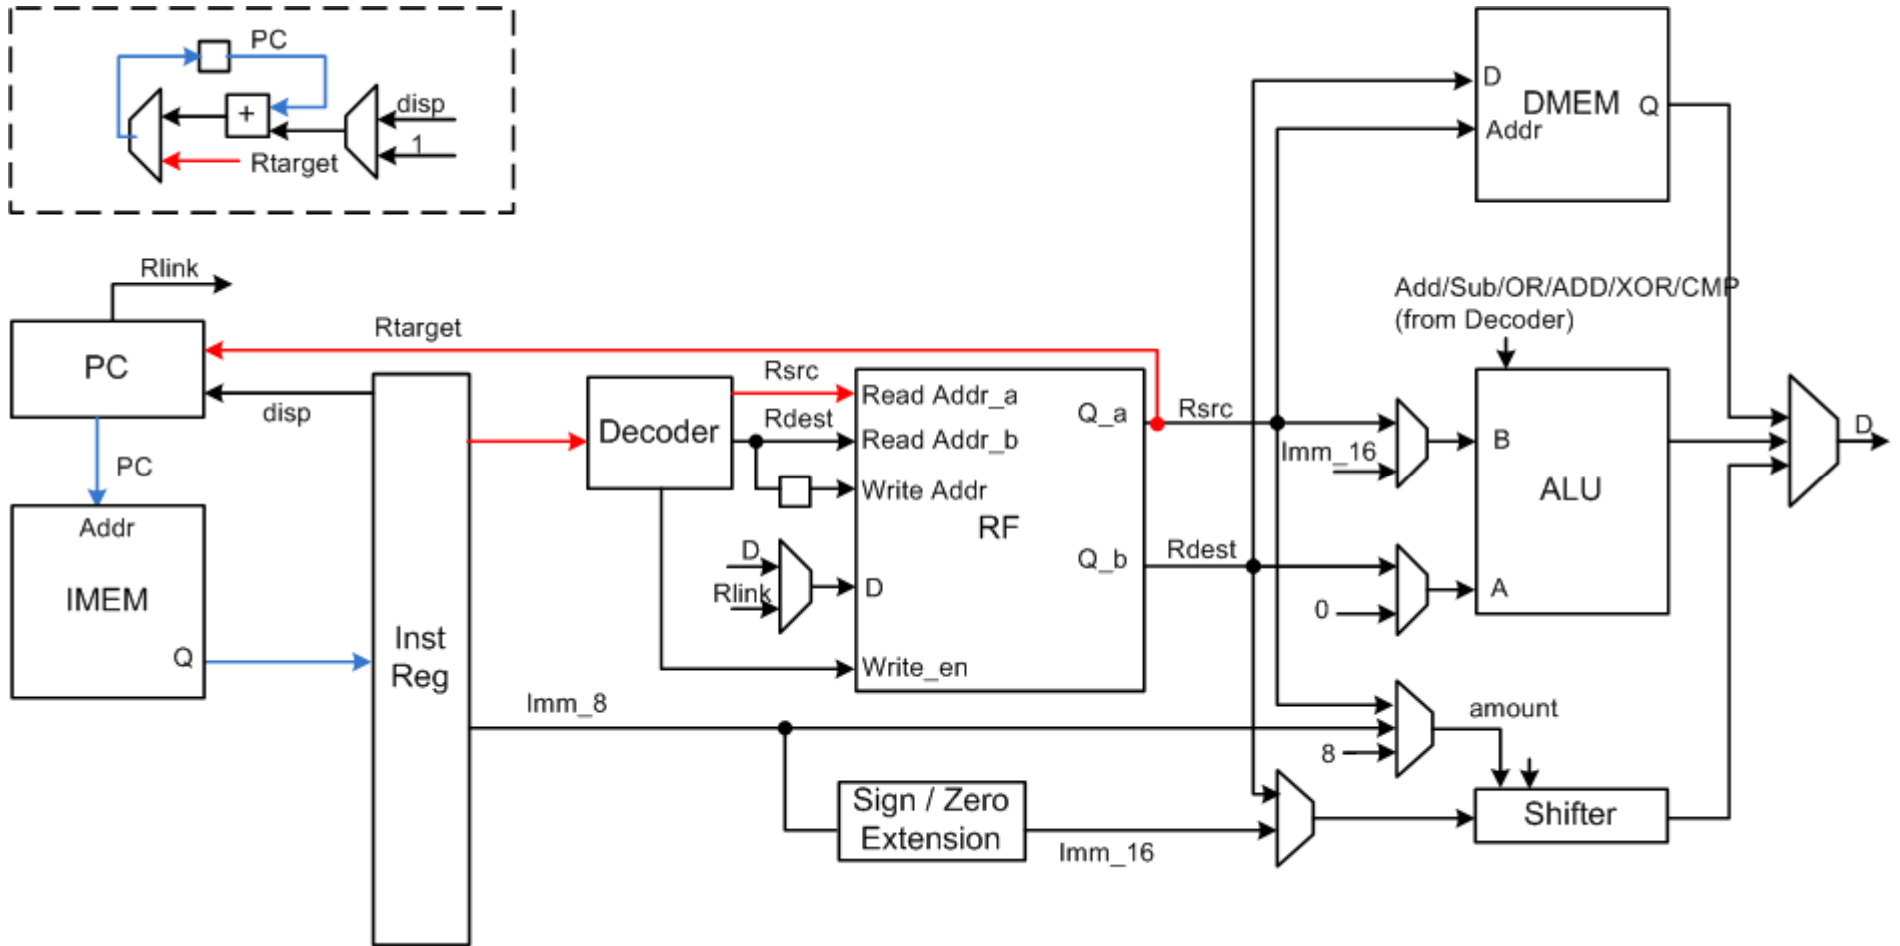 PC
disp
+
1
Rtarget
D
DMEM
Q
Addr
Rlink
Add/Sub/OR/ADD/XOR/CMP
(from Decoder)
Rtarget
PC
disp
Rsrc
Rdest
Decoder
Read Addr_a
Read Addr_b
Write Addr
RF
Q_a
Rsrc
Imm_16
B
ALU
D
PC
Addr
IMEM
Q
D
Rlink
D
Q_b
Rdest
0
A
Inst
Reg
Write_en
Imm_8
amount
8
Sign / Zero
Extension
Imm_16
Shifter